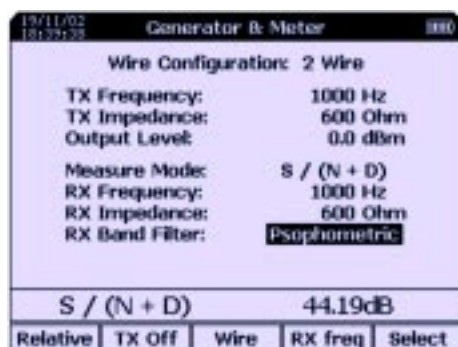 19/11/02
18:39:38
Generator & Meter
Wire Configuration: 2 Wire
TX Frequency: 1000 Hz
TX Impedance: 600 Ohm
Output Level: 0.0 dBm
Measure Mode: S / (N + D)
RX Frequency: 1000 Hz
RX Impedance: 600 Ohm
RX Band Filter: Psophometric
S / (N + D) 44.19dB
Relative TX Off Wire RX freq Select